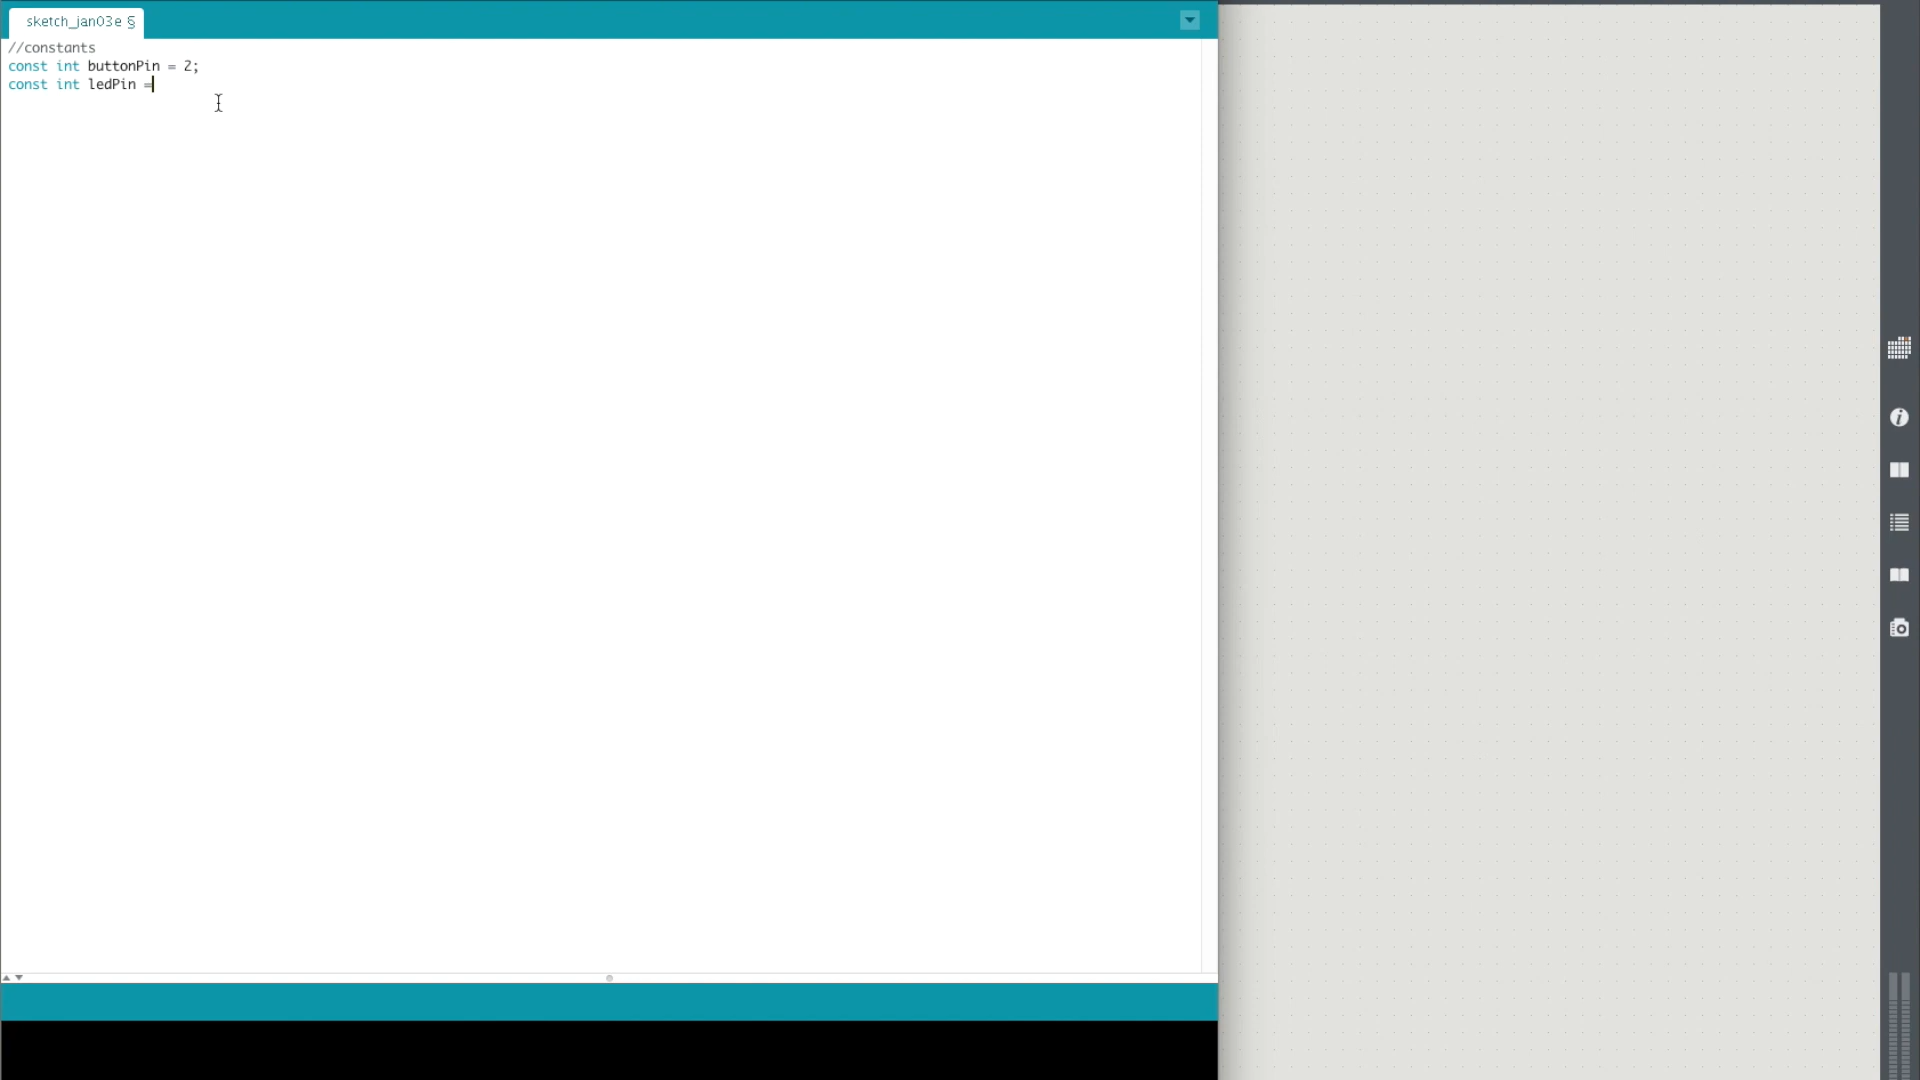 sketch_jan03e §
//constants
const int buttonPin = 2;
const int ledPin =